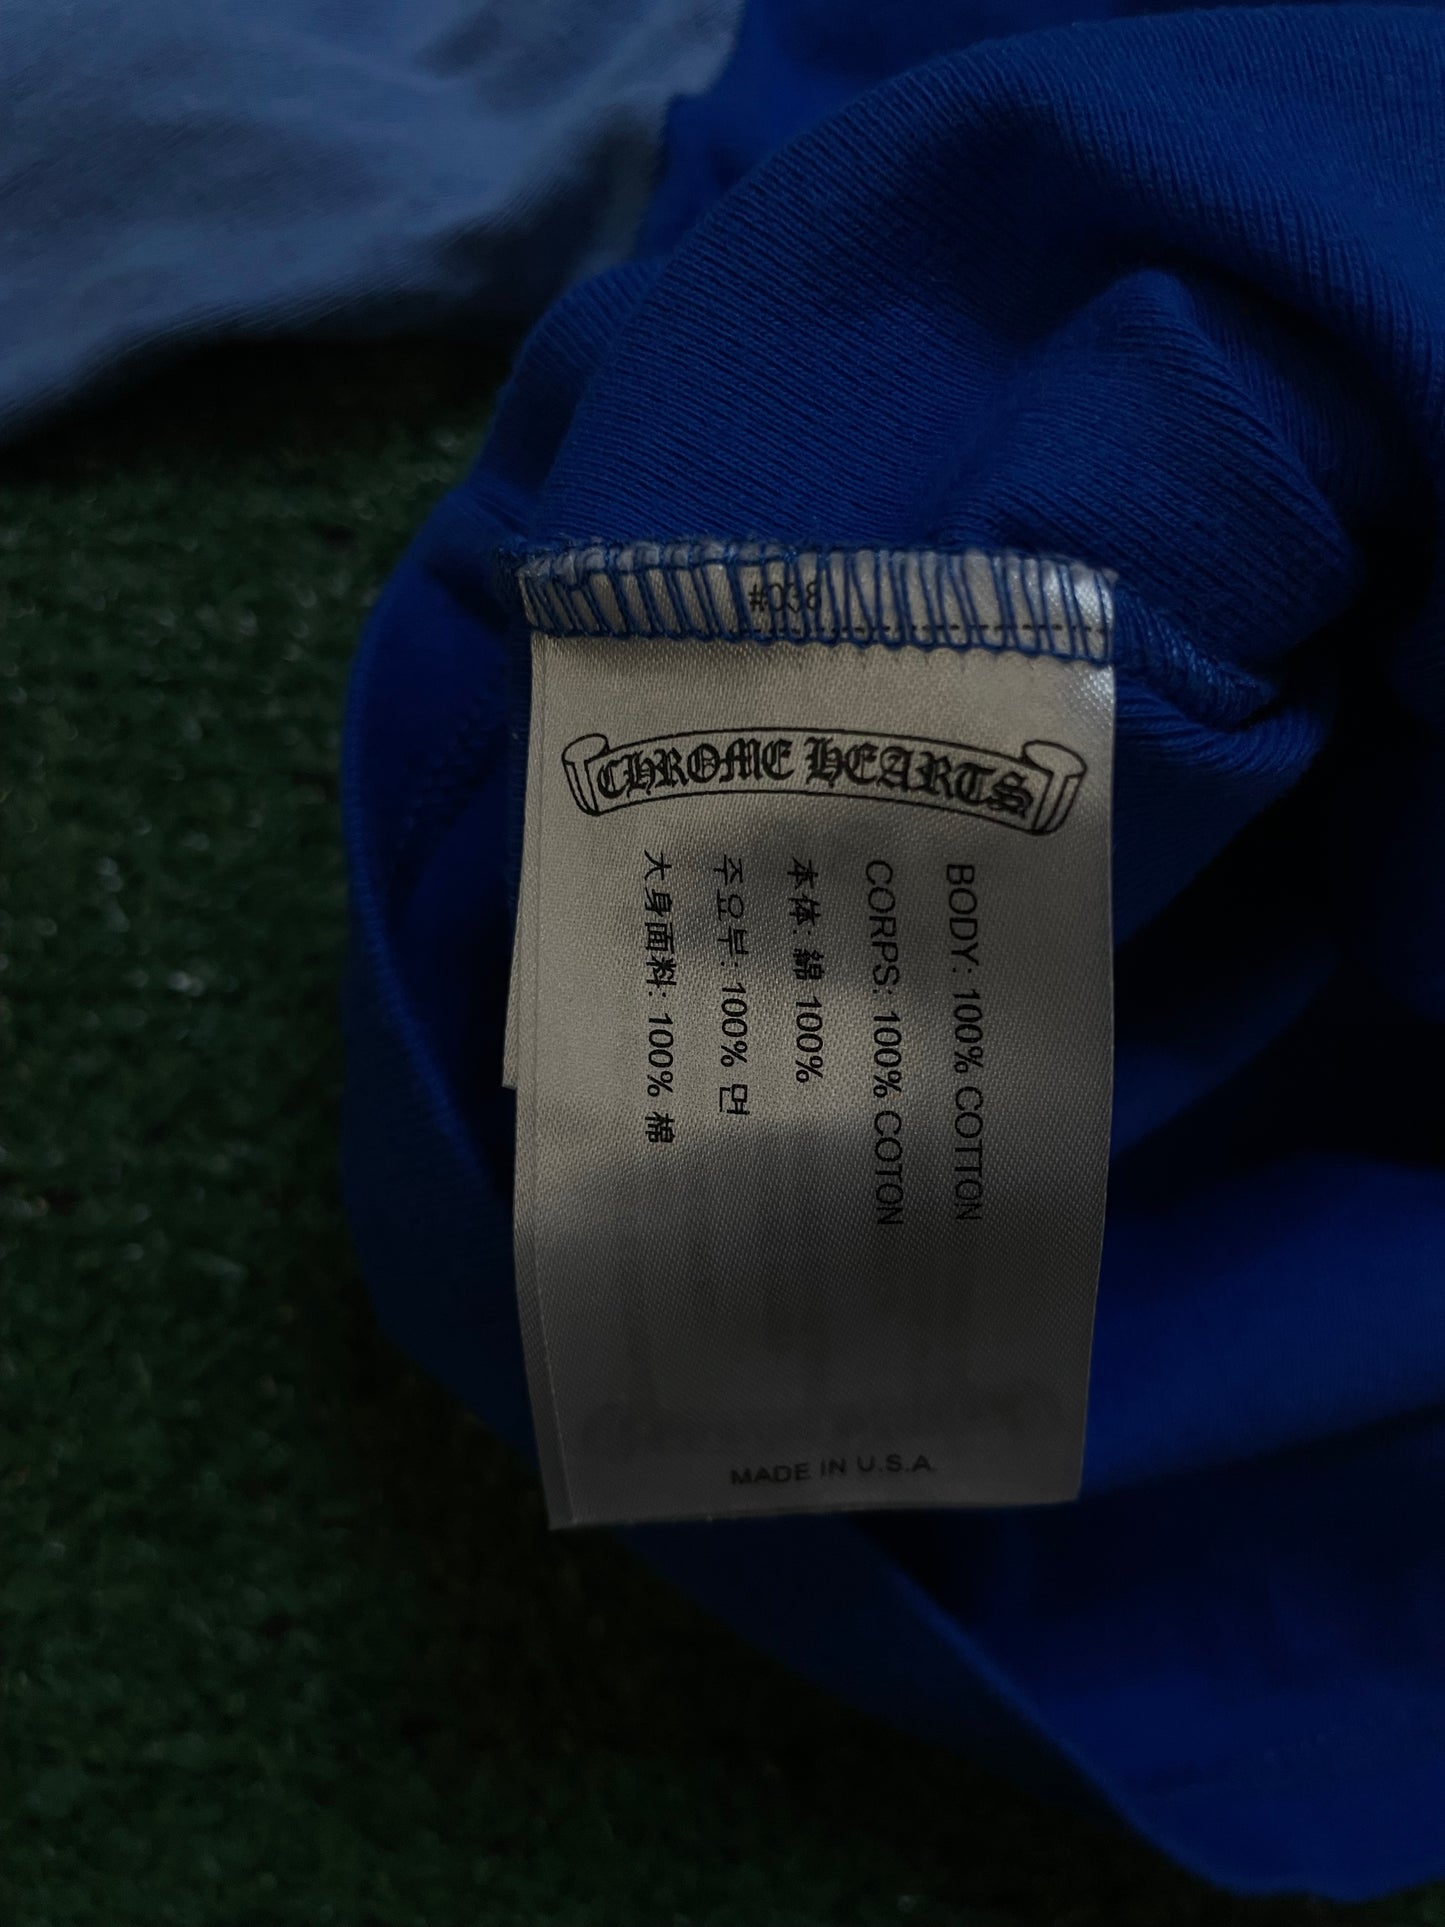 #038
CHROME HEARTS
BODY: 100% COTTON
CORPS: 100% COTON
本体: 綿 100%
주요부: 100% 면
大身面料: 100% 棉
MADE IN U.S.A